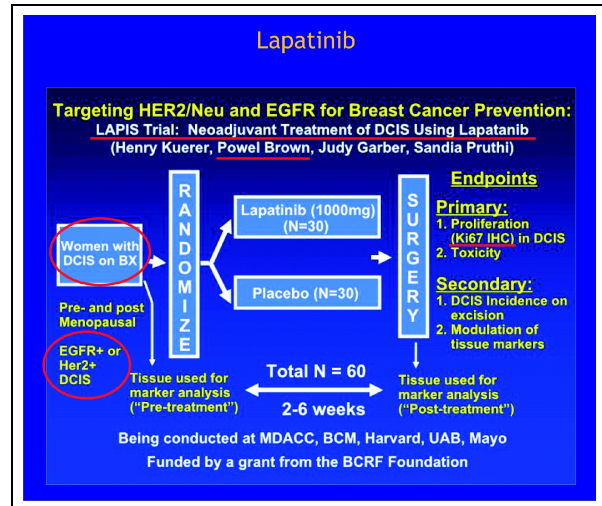 Lapatinib
Targeting HER2/Neu and EGFR for Breast Cancer Prevention:
LAPIS Trial: Neoadjuvant Treatment of DCIS Using Lapatanib
(Henry Kuerer, Powel Brown, Judy Garber, Sandia Pruthi)
Women with
DCIS on BX
Pre- and post
Menopausal
EGFR+ or
Her2+
DCIS
RANDOMIZE
Lapatinib (1000mg)
(N=30)
Placebo (N=30)
SURGERY
Endpoints
Primary:
1. Proliferation
(Ki67 IHC) in DCIS
2. Toxicity
Secondary:
1. DCIS Incidence on
excision
2. Modulation of
tissue markers
Tissue used for
marker analysis
(“Pre-treatment”)
Total N = 60
2-6 weeks
Tissue used for
marker analysis
(“Post-treatment”)
Being conducted at MDACC, BCM, Harvard, UAB, Mayo
Funded by a grant from the BCRF Foundation